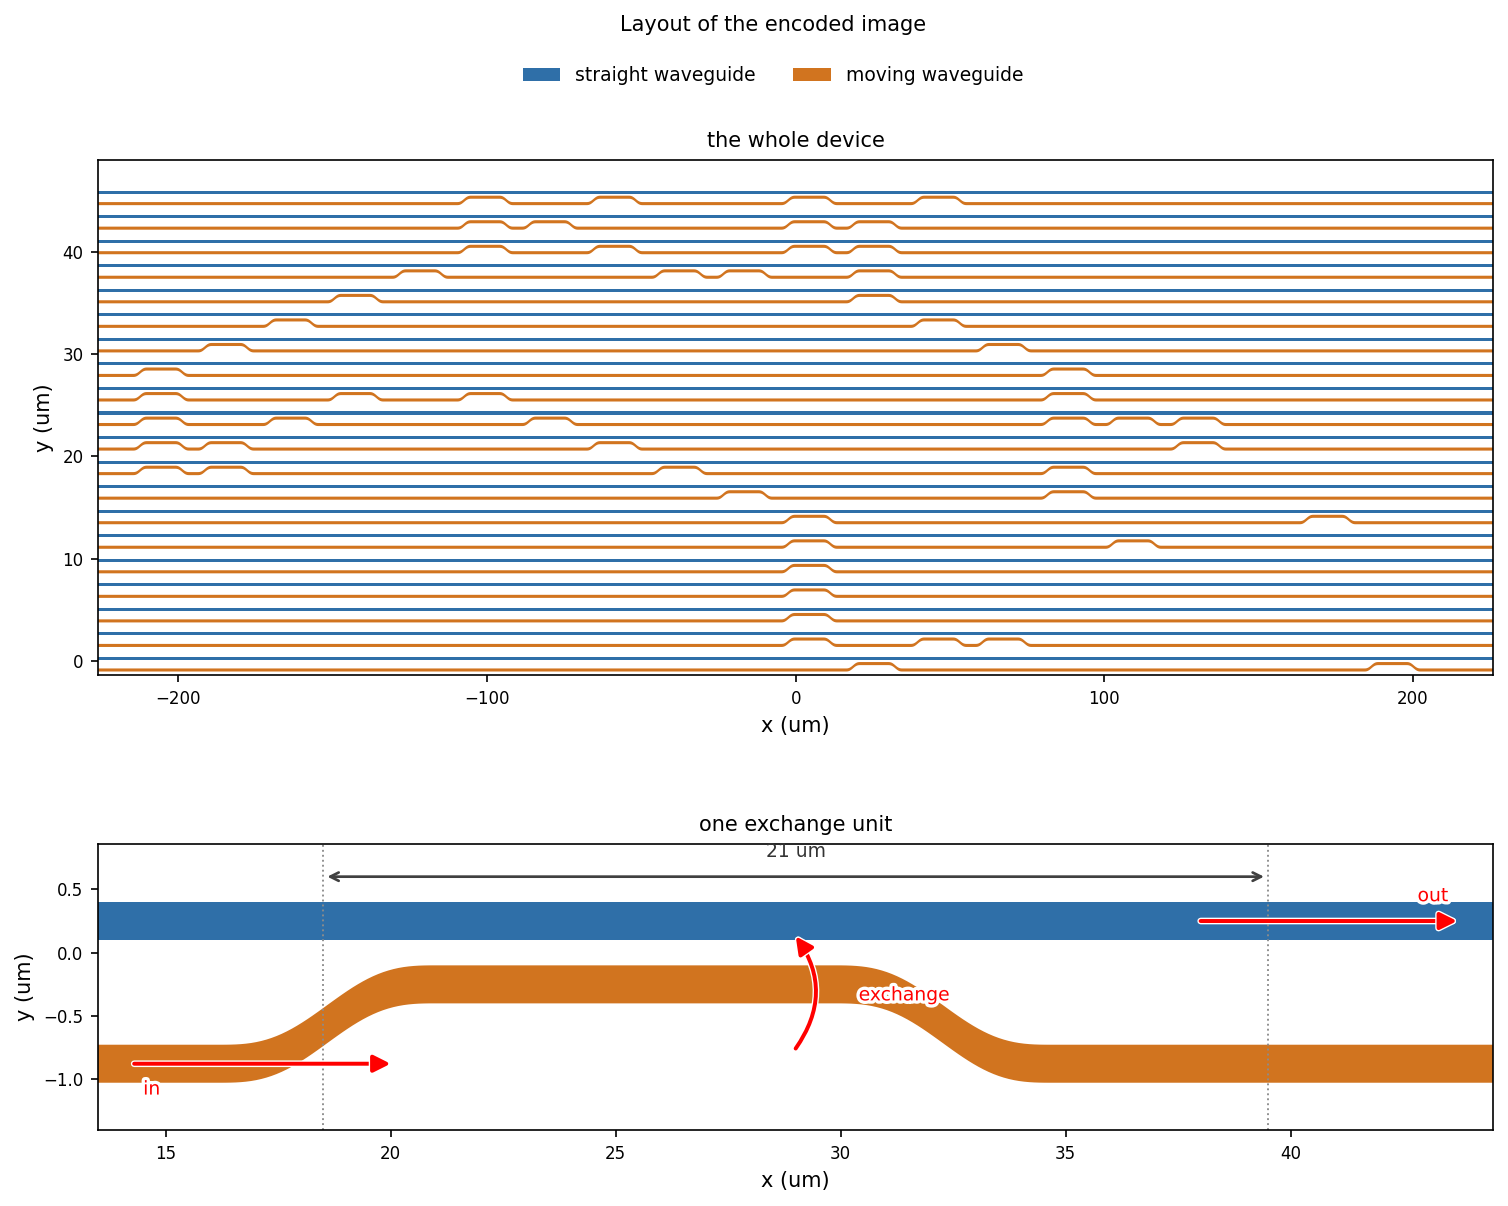 Layout of the encoded image
straight waveguide moving waveguide
the whole device
40
30
20
10
0
y (um)
−200 −100 0 100 200
x (um)
one exchange unit
21 um
0.5
0.0
−0.5
−1.0
y (um)
out
exchange
in
15 20 25 30 35 40
x (um)